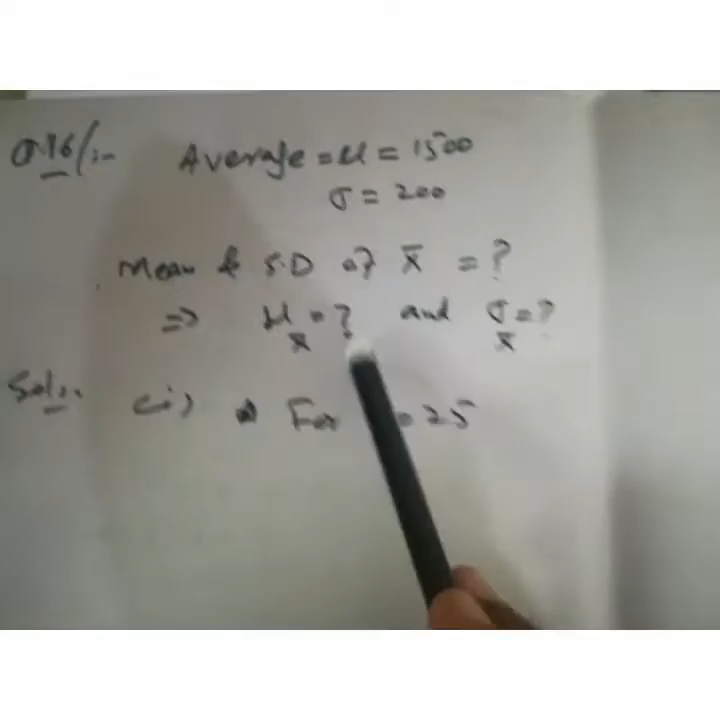 Q.16/:-
Average = μ = 1500
σ = 200
Mean & S.D of x̄ = ?
⇒ μx̄ = ? and σx̄ = ?
Sol:. (i) For = 25